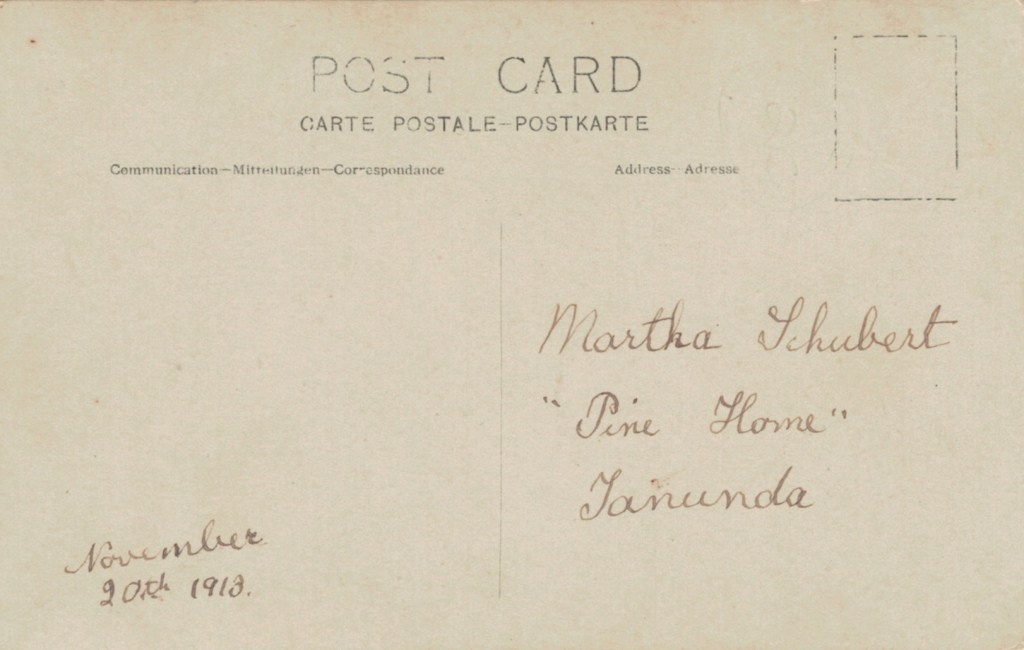 POST CARD
CARTE POSTALE-POSTKARTE
Communication—Mitteilungen—Correspondance
Address—Adresse
Martha Schubert
"Pine Home"
Tanunda
November
20th 1913.